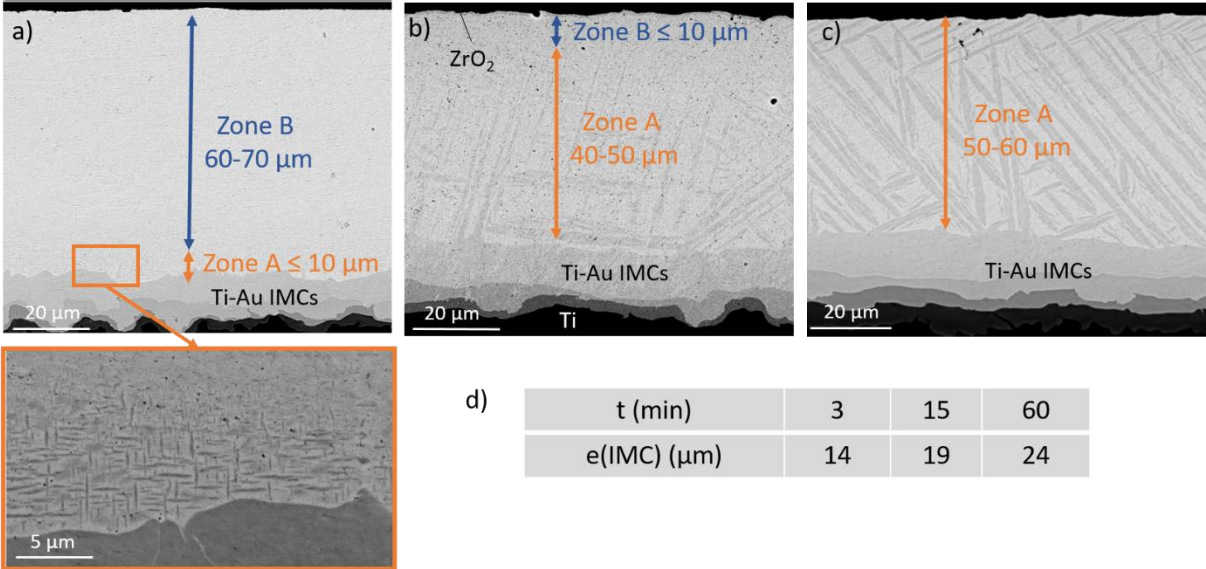 a)
Zone B
60-70 µm
Zone A ≤ 10 µm
Ti-Au IMCs
20 µm
5 µm
b)
Zone B ≤ 10 µm
ZrO₂
Zone A
40-50 µm
Ti-Au IMCs
20 µm
Ti
c)
Zone A
50-60 µm
Ti-Au IMCs
20 µm
d)
t (min) 3 15 60
e(IMC) (µm) 14 19 24